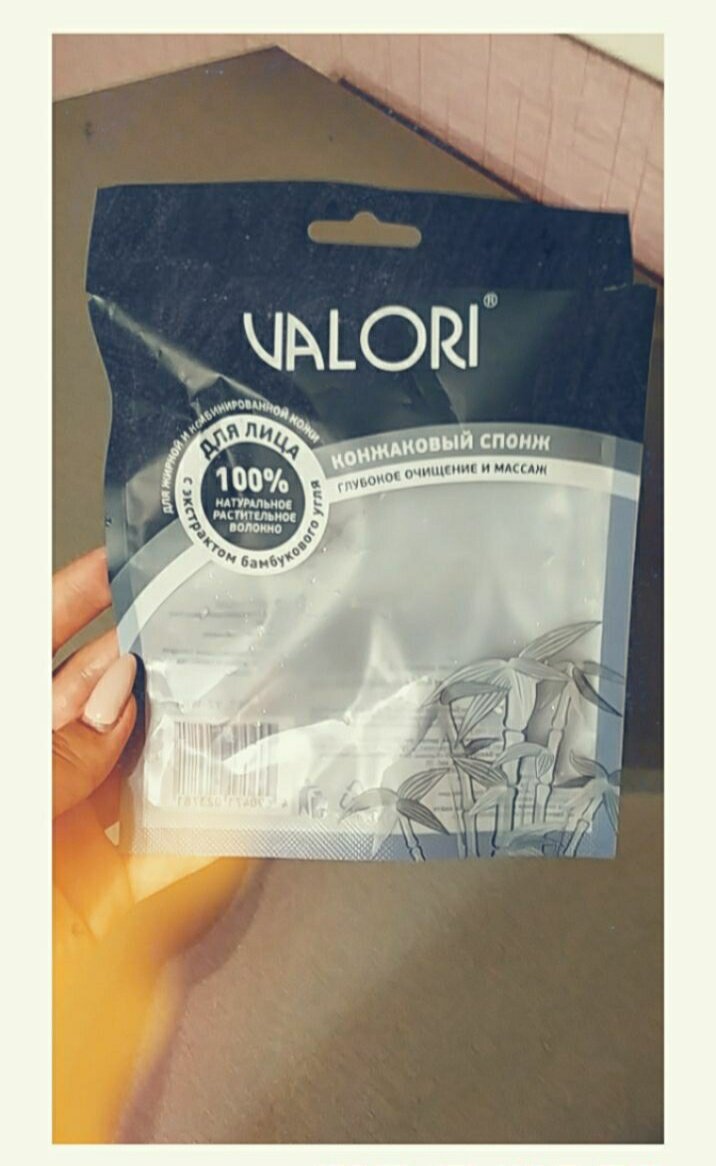 VALORI®
КОНЖАКОВЫЙ СПОНЖ
ГЛУБОКОЕ ОЧИЩЕНИЕ И МАССАЖ
ДЛЯ ЖИРНОЙ И КОМБИНИРОВАННОЙ КОЖИ
ДЛЯ ЛИЦА
100%
НАТУРАЛЬНОЕ
РАСТИТЕЛЬНОЕ
ВОЛОКНО
с экстрактом бамбукового угля